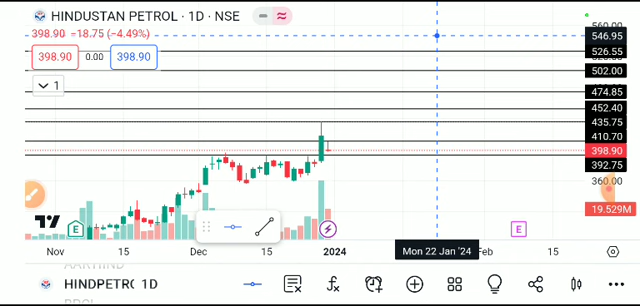 HINDUSTAN PETROL · 1D · NSE
398.90 −18.75 (−4.49%)
398.90 0.00 398.90
1
560.00
546.95
526.55
502.00
474.85
452.40
435.75
410.70
398.90
392.75
360.00
19.529M
E
E
Nov 15 Dec 15 2024 Mon 22 Jan '24 Feb 15
HINDPETRO 1D